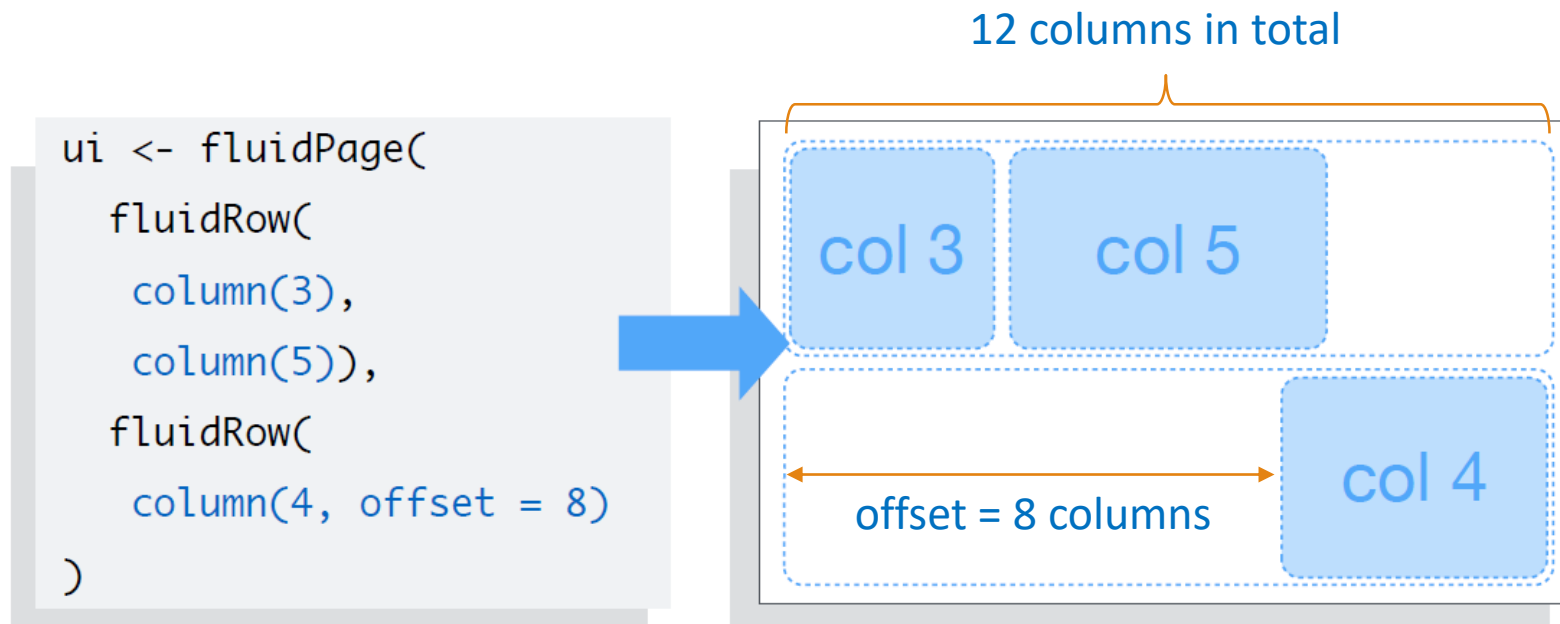 12 columns in total
ui <- fluidPage(
  fluidRow(
   column(3),
   column(5)),
  fluidRow(
   column(4, offset = 8)
)
col 3 col 5
col 4
offset = 8 columns